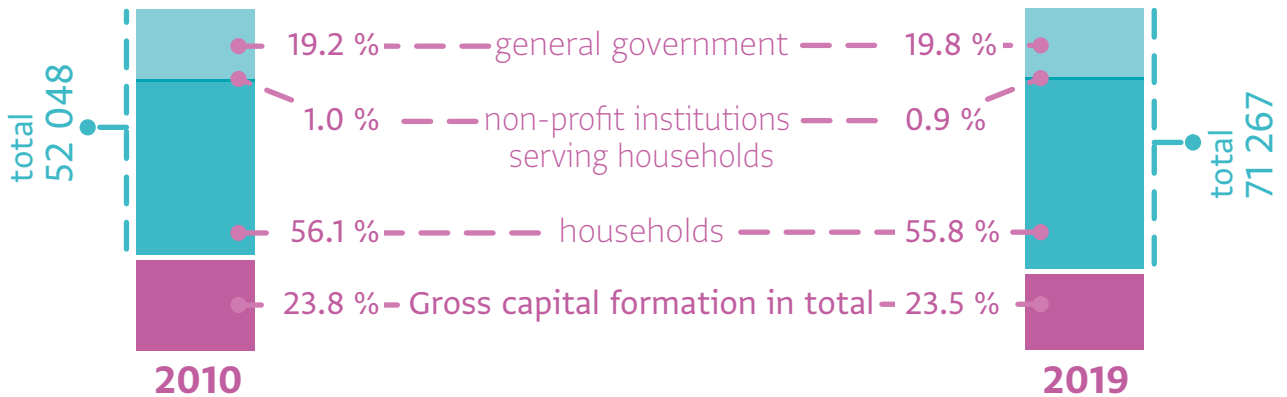 19.2 % general government 19.8 %
total
52 048
1.0 % non-profit institutions 0.9 %
serving households
total
71 267
56.1 % households 55.8 %
23.8 % Gross capital formation in total 23.5 %
2010 2019